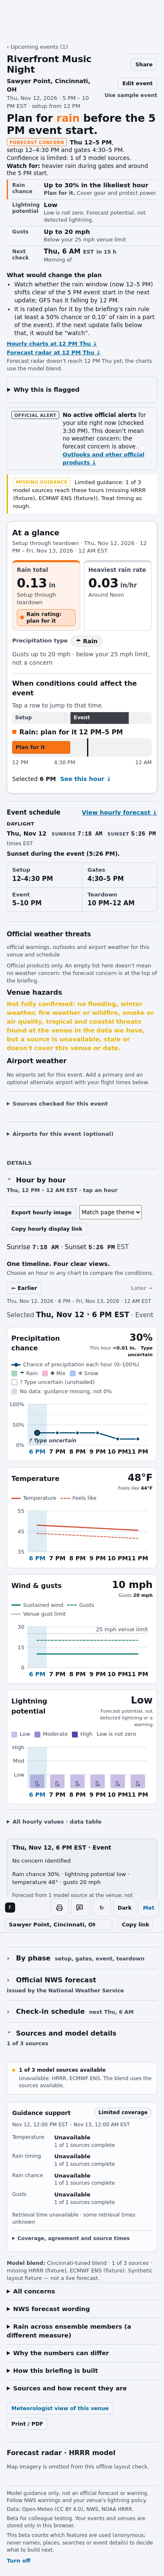 ‹ Upcoming events (1)
Riverfront Music
Night
Sawyer Point, Cincinnati,
OH
Thu, Nov 12, 2026 · 5 PM – 10
PM EST · setup from 12 PM
Share
Edit event
Use sample event
Plan for rain before the 5
PM event start.
FORECAST CONCERN Thu 12–5 PM,
setup 12–4:30 PM and gates 4:30–5 PM.
Confidence is limited: 1 of 3 model sources.
Watch for: heavier rain during gates and around
the 5 PM start.
Rain chance
Up to 30% in the likeliest hour
Plan for it. Cover gear and protect power.
Lightning potential
Low
Low is not zero. Forecast potential, not
detected lightning.
Gusts
Up to 20 mph
Below your 25 mph venue limit
Next check
Thu, 6 AM EST in 15 h
Morning of
What would change the plan
• Whether the rain window (now 12–5 PM)
shifts clear of the 5 PM event start in the next
update; GFS has it falling by 12 PM.
• It is rated plan for it by the briefing's rain rule
(at least a 10% chance or 0.10″ of rain in a part
of the event). If the next update falls below
that, it would be “watch”.
Hourly charts at 12 PM Thu ↓
Forecast radar at 12 PM Thu ↓
Forecast radar doesn't reach 12 PM Thu yet; the charts
use the model blend.
▶ Why this is flagged
OFFICIAL ALERT
No active official alerts for
your site right now (checked
3:30 PM). This doesn't mean
no weather concern: the
forecast concern is above.
Outlooks and other official
products ↓
MISSING GUIDANCE Limited guidance: 1 of 3
model sources reach these hours (missing HRRR
(fixture), ECMWF ENS (fixture)). Treat timing as
rough.
At a glance
Setup through teardown · Thu, Nov 12, 2026 · 12
PM – Fri, Nov 13, 2026 · 12 AM EST
Rain total
0.13 in
Setup through
teardown
Rain rating:
plan for it
Heaviest rain rate
0.03 in/hr
Around Noon
Precipitation type ☂ Rain
Gusts up to 20 mph · below your 25 mph limit,
not a concern
When conditions could affect the
event
Tap a row to jump to that time.
Setup
Event
Rain: plan for it 12 PM–5 PM
Plan for it
12 PM
4:30 PM
12 AM
Selected 6 PM See this hour ↓
Event schedule
View hourly forecast ↓
DAYLIGHT
Thu, Nov 12 SUNRISE 7:18 AM SUNSET 5:26 PM
times EST
Sunset during the event (5:26 PM).
Setup
12–4:30 PM
Gates
4:30–5 PM
Event
5–10 PM
Teardown
10 PM–12 AM
Official weather threats
official warnings, outlooks and airport weather for this
venue and schedule
Official products only. An empty list here doesn't mean
no weather concern: the forecast concern is at the top of
the briefing.
Venue hazards
Not fully confirmed: no flooding, winter
weather, fire weather or wildfire, smoke or
air quality, tropical and coastal threats
found at the venue in the data we have,
but a source is unavailable, stale or
doesn't cover this venue or date.
Airport weather
No airports set for this event. Add a primary and an
optional alternate airport with your flight times below.
▶ Sources checked for this event
▶ Airports for this event (optional)
DETAILS
Hour by hour
Thu, 12 PM – 12 AM EST · tap an hour
Export hourly image
Match page theme
Copy hourly display link
Sunrise 7:18 AM · Sunset 5:26 PM EST
One timeline. Four clear views.
Choose an hour in any chart to compare the conditions.
← Earlier
Later →
Thu, Nov 12, 2026 / 6 PM – Fri, Nov 13, 2026 · 12 AM EST
Selected Thu, Nov 12 · 6 PM EST · Event
Precipitation
chance
30%
This hour <0.01 in. · Type
uncertain
Chance of precipitation each hour (0–100%)
☂ Rain
✱ Mix
❄ Snow
? Type uncertain (unshaded)
No data: guidance missing, not 0%
100%
50%
0%
? Type uncertain
6 PM 7 PM 8 PM 9 PM 10 PM 11 PM
Temperature
48°F
Feels like 44°F
Temperature
Feels like
55
45
35
6 PM 7 PM 8 PM 9 PM 10 PM 11 PM
Wind & gusts
10 mph
Gusts 20 mph
Sustained wind
Gusts
Venue gust limit
30
25 mph venue limit
15
0
6 PM 7 PM 8 PM 9 PM 10 PM 11 PM
Lightning
potential
Low
Forecast potential, not
detected lightning or a
warning
Low
Moderate
High
Low is not zero
High
Mod
Low
6 PM 7 PM 8 PM 9 PM 10 PM 11 PM
▶ All hourly values · data table
Thu, Nov 12, 6 PM EST · Event
No concern identified
Rain chance 30% · lightning potential low ·
temperature 48° · gusts 20 mph
Forecast from 1 model source at the venue: not
F
Dark
Met
Sawyer Point, Cincinnati, OH
Copy link
By phase setup, gates, event, teardown
Official NWS forecast
issued by the National Weather Service
Check-in schedule next Thu, 6 AM
Sources and model details
1 of 3 sources
1 of 3 model sources available
Unavailable: HRRR, ECMWF ENS. The blend uses the
sources available.
Guidance support
Limited coverage
Nov 12, 12:00 PM EST – Nov 13, 12:00 AM EST
Temperature
Unavailable
1 of 1 sources complete
Rain timing
Unavailable
1 of 1 sources complete
Rain chance
Unavailable
1 of 1 sources complete
Gusts
Unavailable
1 of 1 sources complete
Retrieval time unavailable · some retrieval times
unknown
▶ Coverage, agreement and source times
Model blend: Cincinnati-tuned blend · 1 of 3 sources ·
missing HRRR (fixture), ECMWF ENS (fixture). Synthetic
layout fixture — not a live forecast.
▶ All concerns
▶ NWS forecast wording
▶ Rain across ensemble members (a
different measure)
▶ Why the numbers can differ
▶ How this briefing is built
▶ Sources and how recent they are
Meteorologist view of this venue
Print / PDF
Forecast radar · HRRR model
Map imagery is omitted from this offline layout check.
Model guidance only, not an official forecast or warning.
Follow NWS warnings and your venue's lightning policy.
Data: Open-Meteo (CC BY 4.0), NWS, NOAA HRRR.
Beta for colleague testing. Your events and venues are
stored only in this browser.
This beta counts which features are used (anonymous;
never names, places, searches or event details) to decide
what to build next.
Turn off